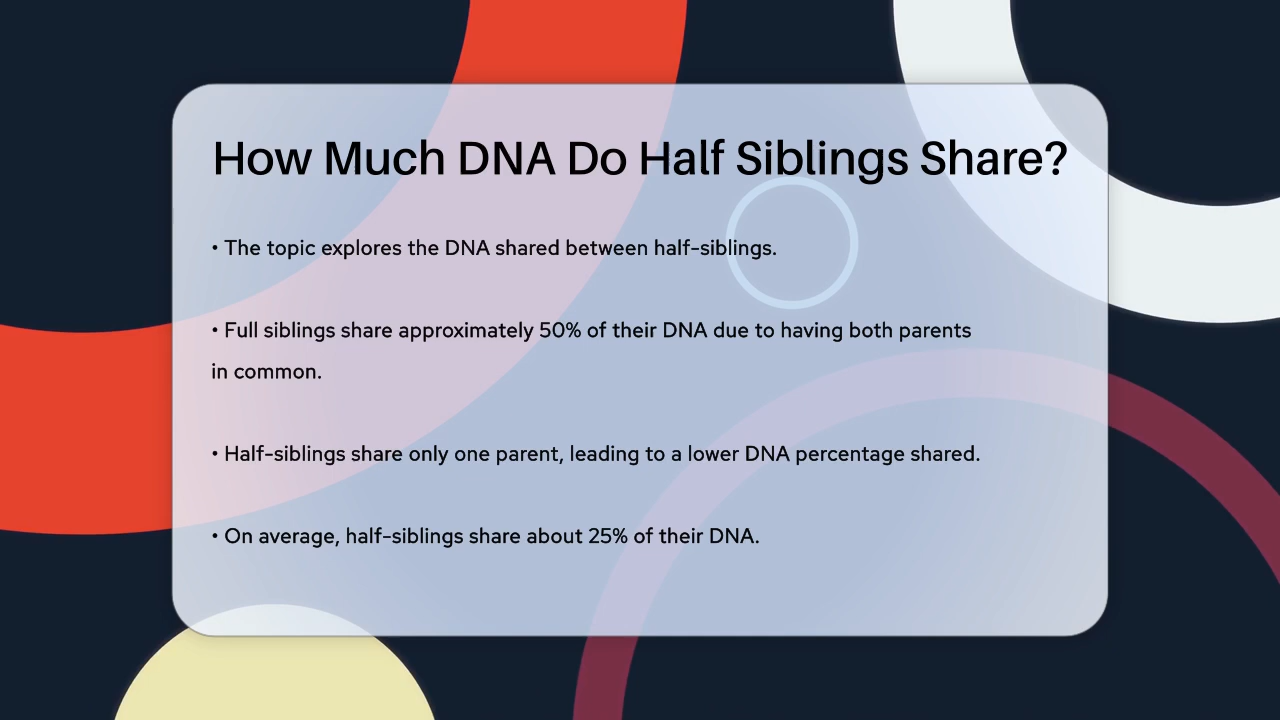 How Much DNA Do Half Siblings Share?
• The topic explores the DNA shared between half-siblings.
• Full siblings share approximately 50% of their DNA due to having both parents
in common.
• Half-siblings share only one parent, leading to a lower DNA percentage shared.
• On average, half-siblings share about 25% of their DNA.